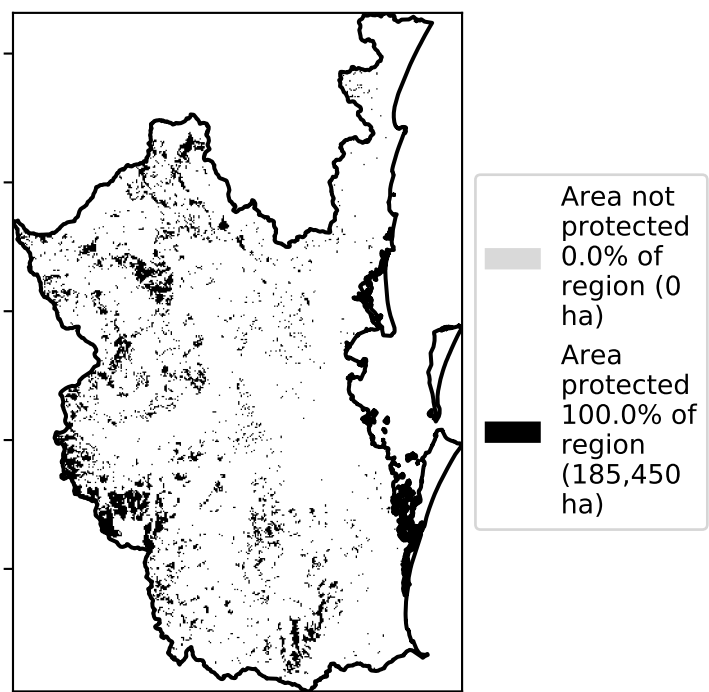 Area not
protected
0.0% of
region (0
ha)
Area
protected
100.0% of
region
(185,450
ha)